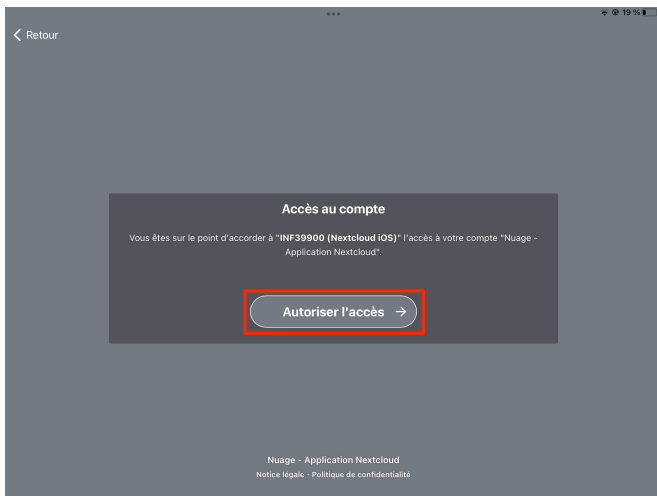 19 %
Retour
Accès au compte
Vous êtes sur le point d'accorder à "INF39900 (Nextcloud iOS)" l'accès à votre compte "Nuage -
Application Nextcloud".
Autoriser l'accès →
Nuage - Application Nextcloud
Notice légale - Politique de confidentialité